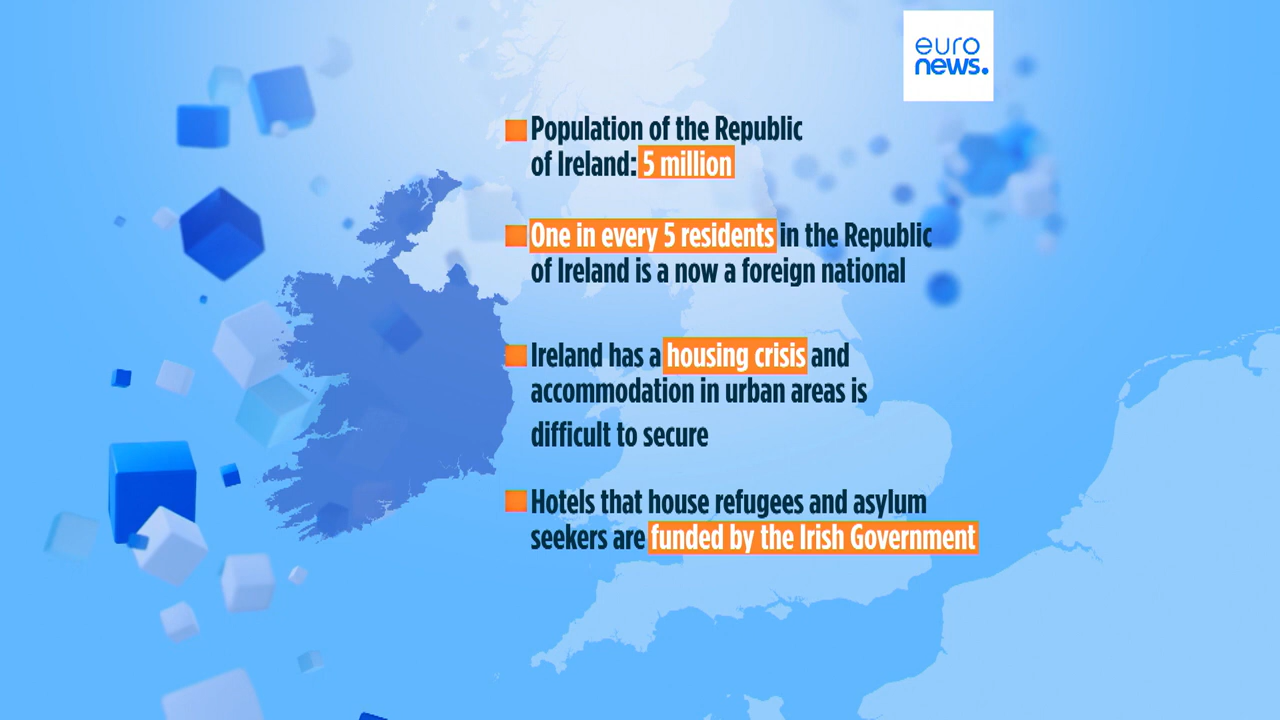 euro
news.
Population of the Republic
of Ireland: 5 million
One in every 5 residents in the Republic
of Ireland is a now a foreign national
Ireland has a housing crisis and
accommodation in urban areas is
difficult to secure
Hotels that house refugees and asylum
seekers are funded by the Irish Government